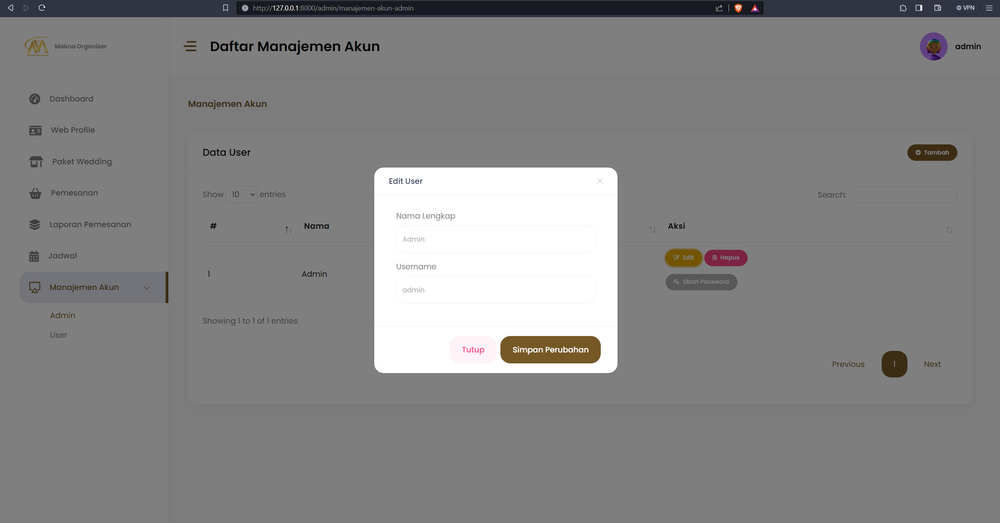 http://127.0.0.1:8000/admin/manajemen-akun-admin
VPN
MAKNA ORGANIZER
Makna Organizer
Daftar Manajemen Akun
admin
Dashboard
Web Profile
Paket Wedding
Pemesanan
Laporan Pemesanan
Jadwal
Manajemen Akun
Admin
User
Manajemen Akun
Data User
Tambah
Show 10 entries
Search:
# Nama Aksi
1 Admin
Edit Hapus
Ubah Password
Showing 1 to 1 of 1 entries
Previous 1 Next
Edit User
Nama Lengkap
Admin
Username
admin
Tutup Simpan Perubahan